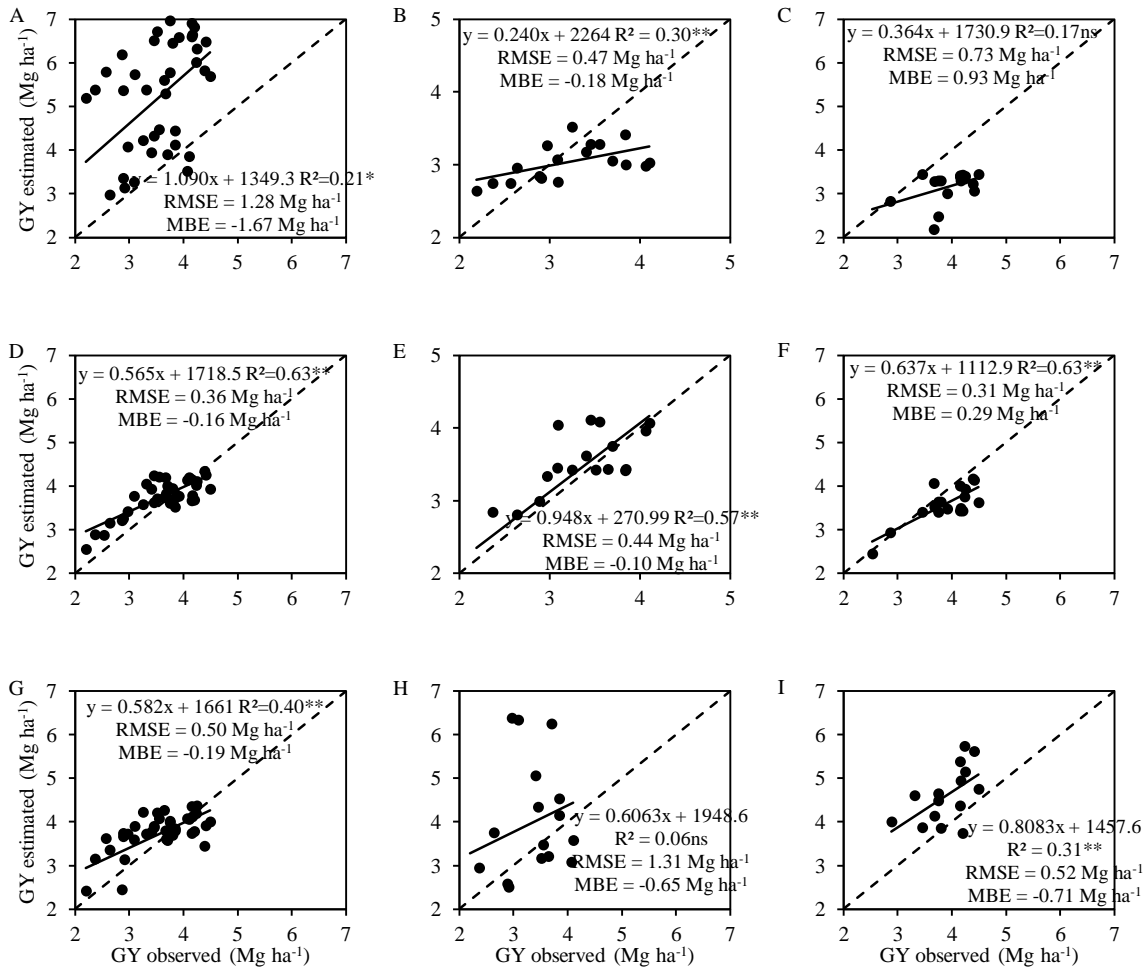 A
GY estimated (Mg ha⁻¹)
7
6
5
4
3
2
y = 1.090x + 1349.3 R²=0.21*
RMSE = 1.28 Mg ha⁻¹
MBE = -1.67 Mg ha⁻¹
2 3 4 5 6 7
B
5
4
3
2
y = 0.240x + 2264 R² = 0.30**
RMSE = 0.47 Mg ha⁻¹
MBE = -0.18 Mg ha⁻¹
2 3 4 5
C
7
6
5
4
3
2
y = 0.364x + 1730.9 R²=0.17ns
RMSE = 0.73 Mg ha⁻¹
MBE = 0.93 Mg ha⁻¹
2 3 4 5 6 7
D
GY estimated (Mg ha⁻¹)
7
6
5
4
3
2
y = 0.565x + 1718.5 R²=0.63**
RMSE = 0.36 Mg ha⁻¹
MBE = -0.16 Mg ha⁻¹
2 3 4 5 6 7
E
5
4
3
2
y = 0.948x + 270.99 R²=0.57**
RMSE = 0.44 Mg ha⁻¹
MBE = -0.10 Mg ha⁻¹
2 3 4 5
F
7
6
5
4
3
2
y = 0.637x + 1112.9 R²=0.63**
RMSE = 0.31 Mg ha⁻¹
MBE = 0.29 Mg ha⁻¹
2 3 4 5 6 7
G
GY estimated (Mg ha⁻¹)
7
6
5
4
3
2
y = 0.582x + 1661 R²=0.40**
RMSE = 0.50 Mg ha⁻¹
MBE = -0.19 Mg ha⁻¹
2 3 4 5 6 7
GY observed (Mg ha⁻¹)
H
7
6
5
4
3
2
y = 0.6063x + 1948.6
R² = 0.06ns
RMSE = 1.31 Mg ha⁻¹
MBE = -0.65 Mg ha⁻¹
2 3 4 5 6 7
GY observed (Mg ha⁻¹)
I
7
6
5
4
3
2
y = 0.8083x + 1457.6
R² = 0.31**
RMSE = 0.52 Mg ha⁻¹
MBE = -0.71 Mg ha⁻¹
2 3 4 5 6 7
GY observed (Mg ha⁻¹)